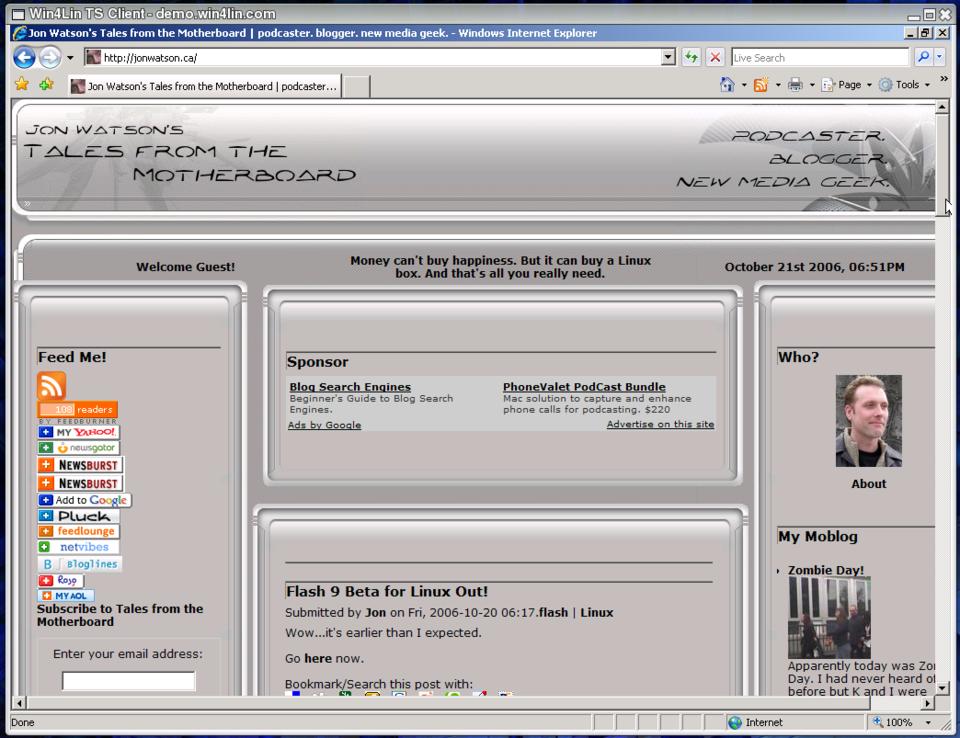 Win4Lin TS Client - demo.win4lin.com
Jon Watson's Tales from the Motherboard | podcaster. blogger. new media geek. - Windows Internet Explorer
http://jonwatson.ca/
Live Search
Jon Watson's Tales from the Motherboard | podcaster...
Page
Tools
JON WATSON'S
TALES FROM THE
MOTHERBOARD
PODCASTER.
BLOGGER.
NEW MEDIA GEEK.
»
Welcome Guest!
Money can't buy happiness. But it can buy a Linux
box. And that's all you really need.
October 21st 2006, 06:51PM
Feed Me!
108 readers
BY FEEDBURNER
MY YAHOO!
newsgator
NEWSBURST
NEWSBURST
Add to Google
Pluck
feedlounge
netvibes
B Bloglines
Rojo
MY AOL
Subscribe to Tales from the
Motherboard
Enter your email address:
Sponsor
Blog Search Engines
Beginner's Guide to Blog Search
Engines.
PhoneValet PodCast Bundle
Mac solution to capture and enhance
phone calls for podcasting. $220
Ads by Google
Advertise on this site
Flash 9 Beta for Linux Out!
Submitted by Jon on Fri, 2006-10-20 06:17.flash | Linux
Wow...it's earlier than I expected.
Go here now.
Bookmark/Search this post with:
Who?
About
My Moblog
Zombie Day!
Apparently today was Zo
Day. I had never heard of
before but K and I were
Done
Internet
100%